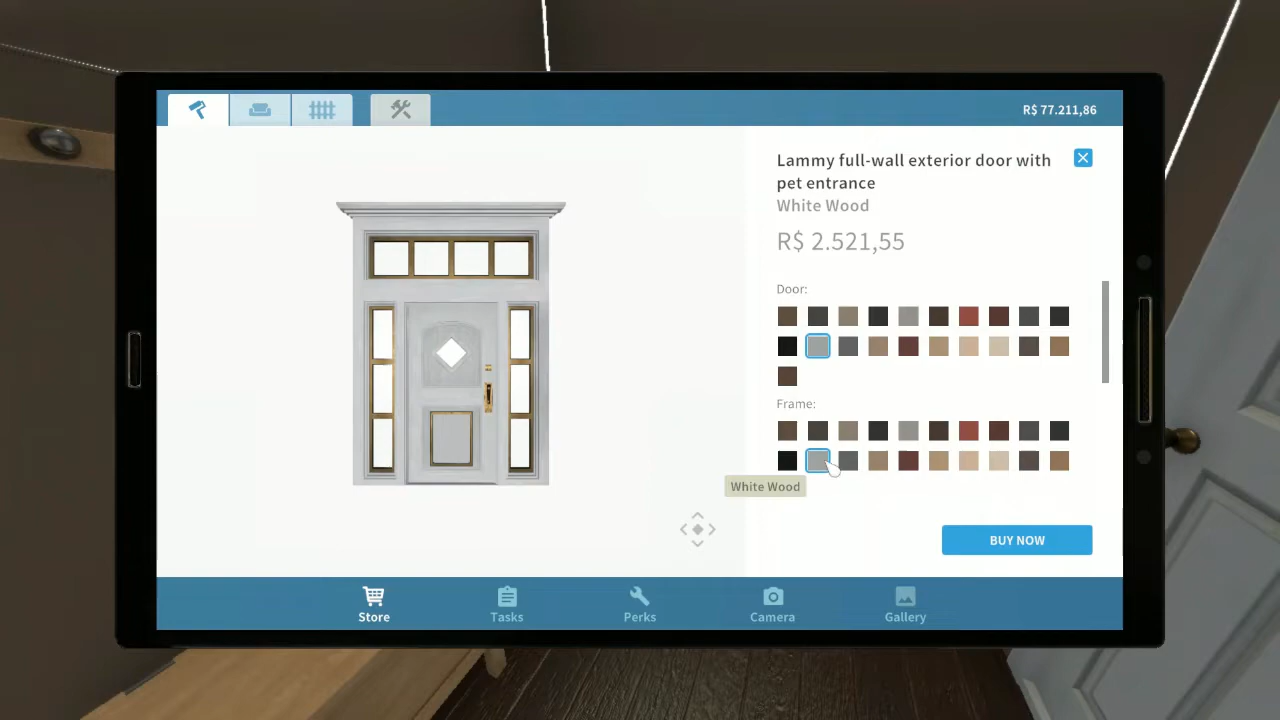 R$ 77.211,86
Lammy full-wall exterior door with
pet entrance
White Wood
R$ 2.521,55
Door:
Frame:
White Wood
BUY NOW
Store
Tasks
Perks
Camera
Gallery